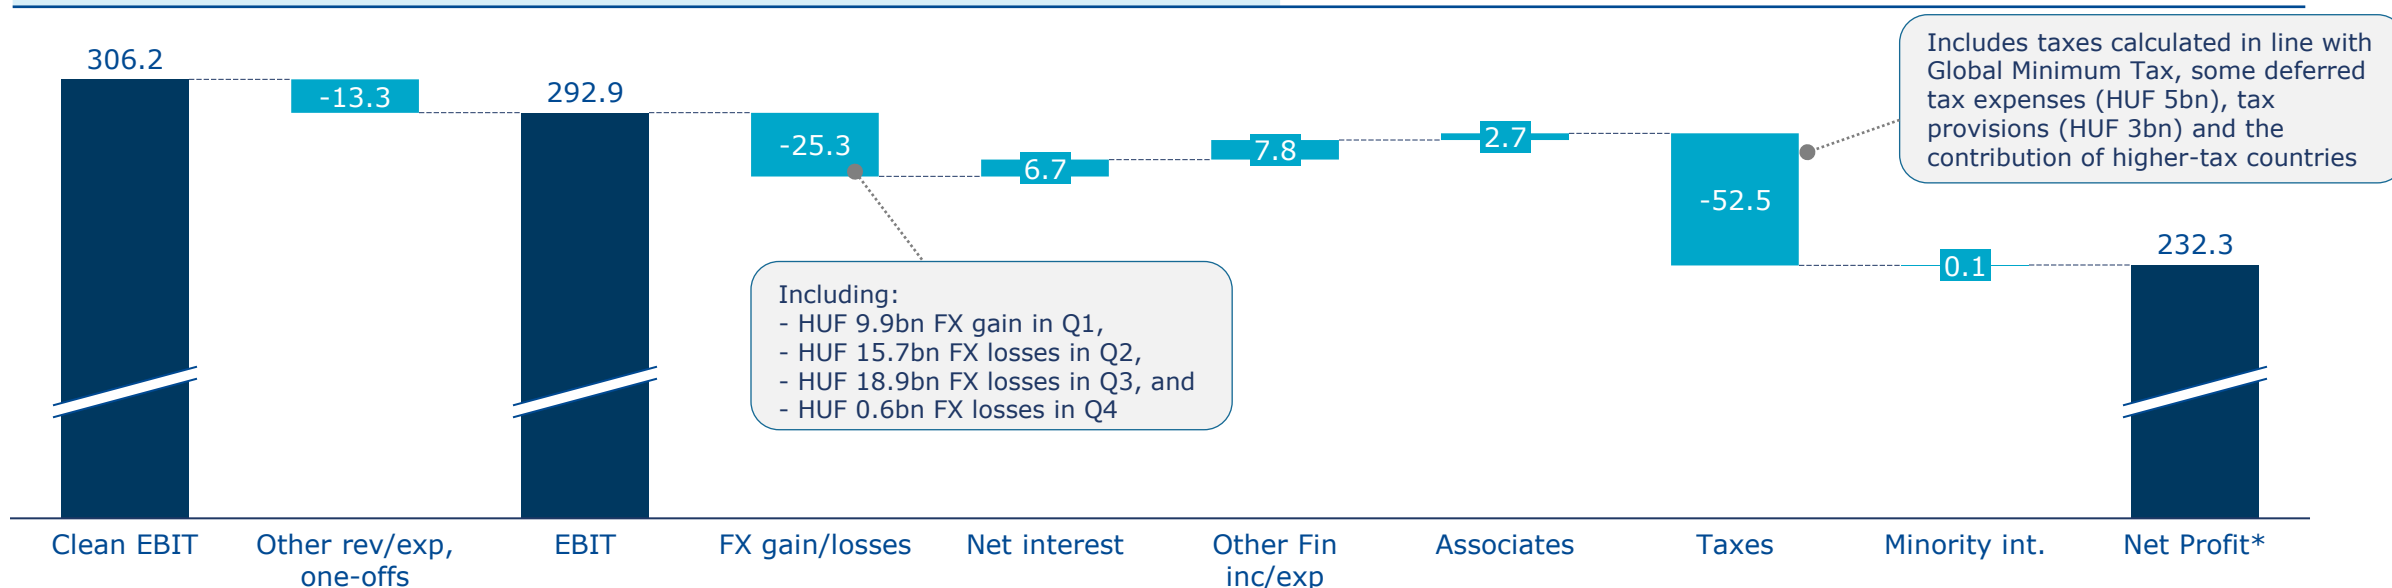 306.2
-13.3
292.9
-25.3
6.7
7.8
2.7
-52.5
0.1
232.3
Includes taxes calculated in line with
Global Minimum Tax, some deferred
tax expenses (HUF 5bn), tax
provisions (HUF 3bn) and the
contribution of higher-tax countries
Including:
- HUF 9.9bn FX gain in Q1,
- HUF 15.7bn FX losses in Q2,
- HUF 18.9bn FX losses in Q3, and
- HUF 0.6bn FX losses in Q4
Clean EBIT
Other rev/exp,
one-offs
EBIT
FX gain/losses
Net interest
Other Fin
inc/exp
Associates
Taxes
Minority int.
Net Profit*